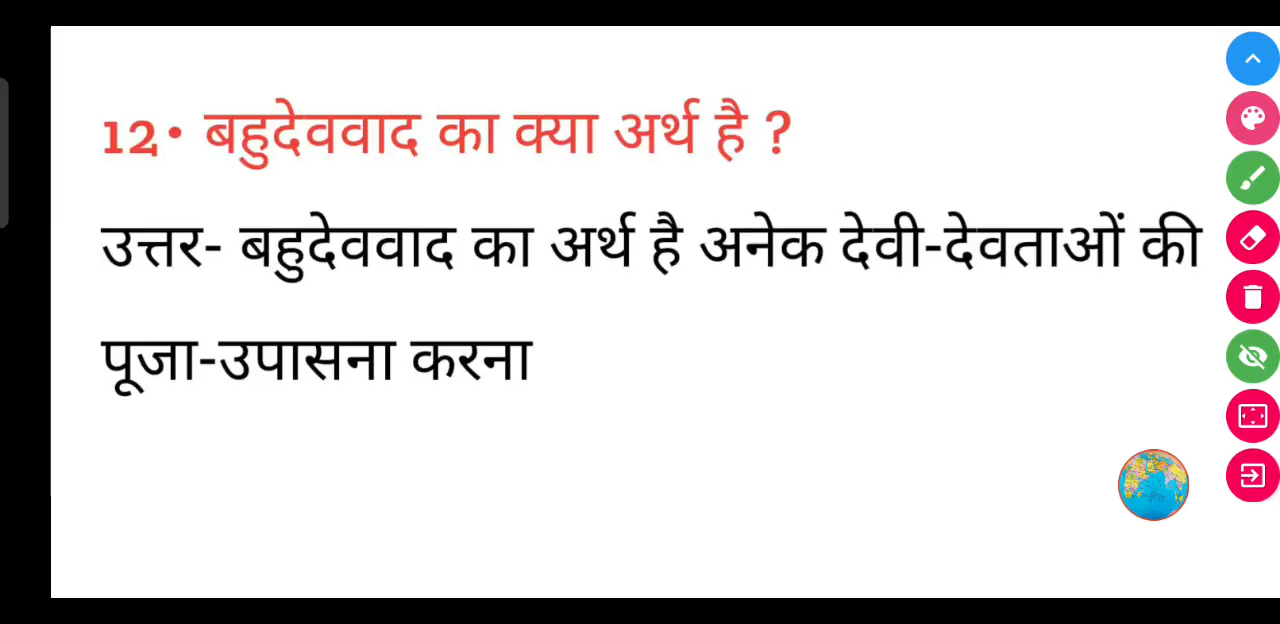 12• बहुदेववाद का क्या अर्थ है ?
उत्तर- बहुदेववाद का अर्थ है अनेक देवी-देवताओं की
पूजा-उपासना करना